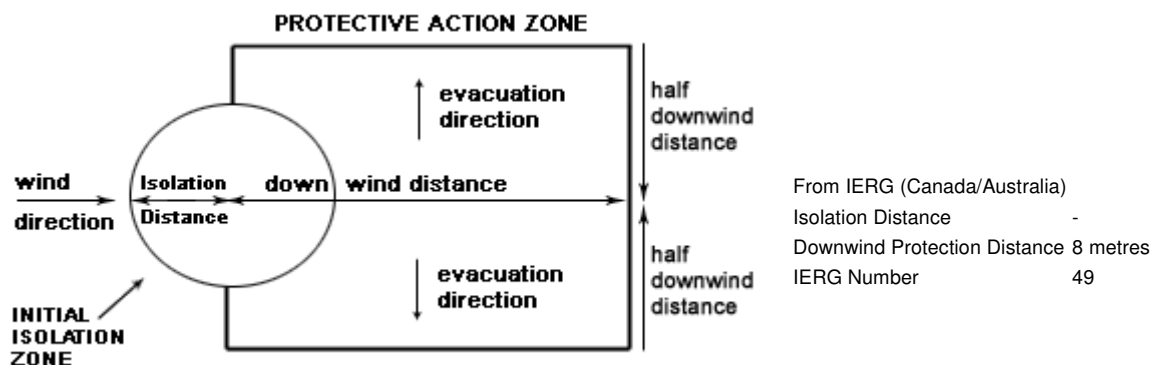 PROTECTIVE ACTION ZONE
evacuation
direction
half
downwind
distance
wind
direction
Isolation
Distance
down wind distance
evacuation
direction
half
downwind
distance
INITIAL
ISOLATION
ZONE
From IERG (Canada/Australia)
Isolation Distance -
Downwind Protection Distance 8 metres
IERG Number 49